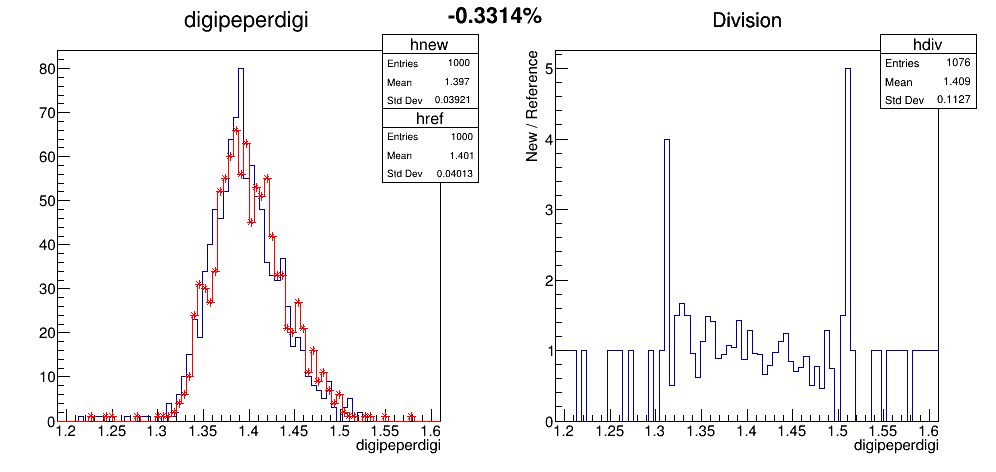 -0.3314%
digipeperdigi
hnew
Entries 1000
Mean 1.397
Std Dev 0.03921
href
Entries 1000
Mean 1.401
Std Dev 0.04013
80
70
60
50
40
30
20
10
0
1.2 1.25 1.3 1.35 1.4 1.45 1.5 1.55 1.6
digipeperdigi
Division
hdiv
Entries 1076
Mean 1.409
Std Dev 0.1127
New / Reference
5
4
3
2
1
0
1.2 1.25 1.3 1.35 1.4 1.45 1.5 1.55 1.6
digipeperdigi